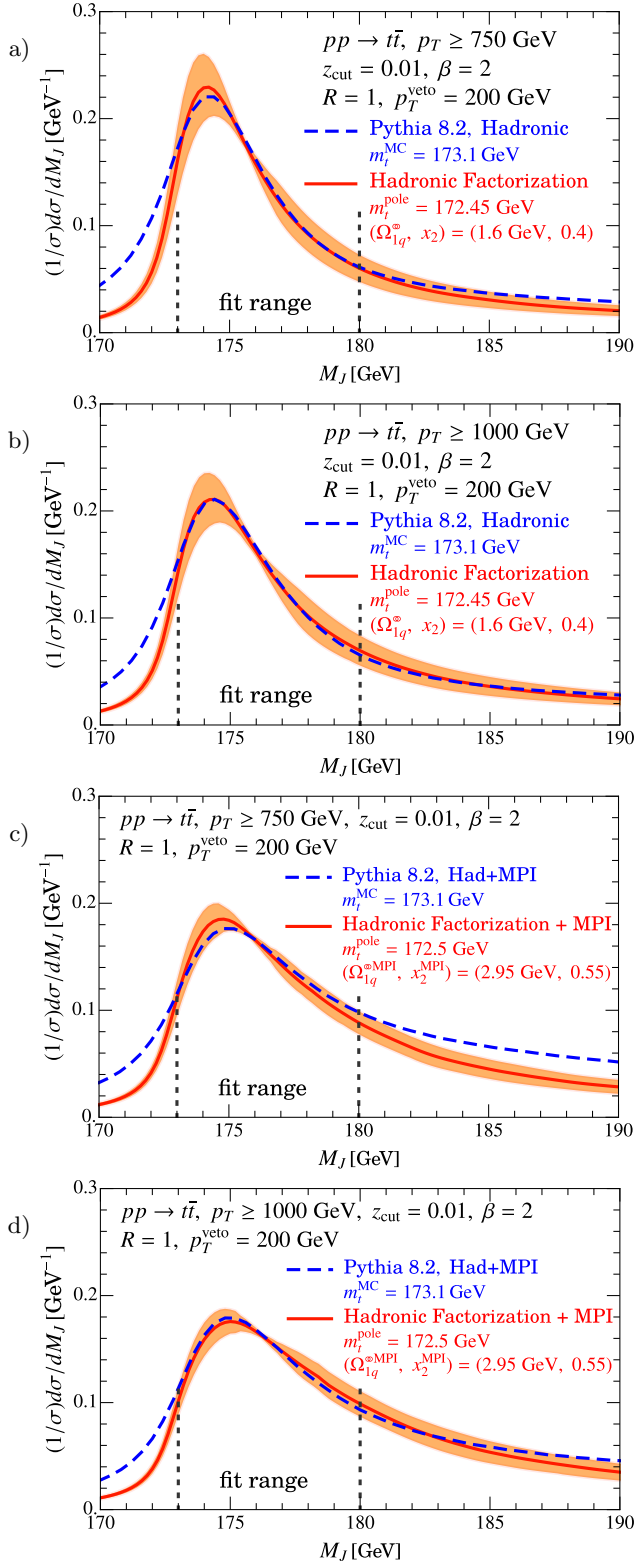 a)
(1/σ)dσ/dM_J [GeV⁻¹]
0.3
0.2
0.1
0.
pp → tt̄, p_T ≥ 750 GeV
z_cut = 0.01, β = 2
R = 1, p_T^veto = 200 GeV
Pythia 8.2, Hadronic
m_t^MC = 173.1 GeV
Hadronic Factorization
m_t^pole = 172.45 GeV
(Ω_1q^⊚, x_2) = (1.6 GeV, 0.4)
fit range
170 175 180 185 190
M_J [GeV]
b)
(1/σ)dσ/dM_J [GeV⁻¹]
0.3
0.2
0.1
0.
pp → tt̄, p_T ≥ 1000 GeV
z_cut = 0.01, β = 2
R = 1, p_T^veto = 200 GeV
Pythia 8.2, Hadronic
m_t^MC = 173.1 GeV
Hadronic Factorization
m_t^pole = 172.45 GeV
(Ω_1q^⊚, x_2) = (1.6 GeV, 0.4)
fit range
170 175 180 185 190
M_J [GeV]
c)
(1/σ)dσ/dM_J [GeV⁻¹]
0.3
0.2
0.1
0.
pp → tt̄, p_T ≥ 750 GeV, z_cut = 0.01, β = 2
R = 1, p_T^veto = 200 GeV
Pythia 8.2, Had+MPI
m_t^MC = 173.1 GeV
Hadronic Factorization + MPI
m_t^pole = 172.5 GeV
(Ω_1q^⊚MPI, x_2^MPI) = (2.95 GeV, 0.55)
fit range
170 175 180 185 190
M_J [GeV]
d)
(1/σ)dσ/dM_J [GeV⁻¹]
0.3
0.2
0.1
0.
pp → tt̄, p_T ≥ 1000 GeV, z_cut = 0.01, β = 2
R = 1, p_T^veto = 200 GeV
Pythia 8.2, Had+MPI
m_t^MC = 173.1 GeV
Hadronic Factorization + MPI
m_t^pole = 172.5 GeV
(Ω_1q^⊚MPI, x_2^MPI) = (2.95 GeV, 0.55)
fit range
170 175 180 185 190
M_J [GeV]